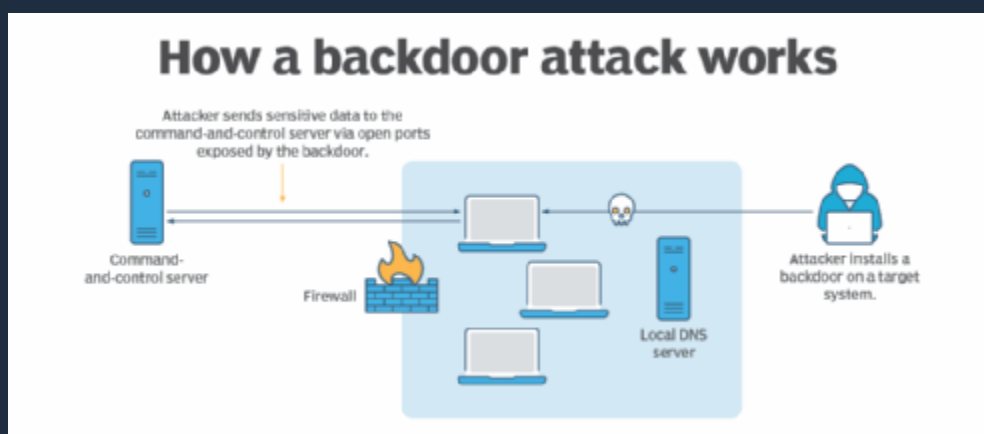 How a backdoor attack works
Attacker sends sensitive data to the
command-and-control server via open ports
exposed by the backdoor.
Command-
and-control server
Firewall
Local DNS
server
Attacker installs a
backdoor on a target
system.